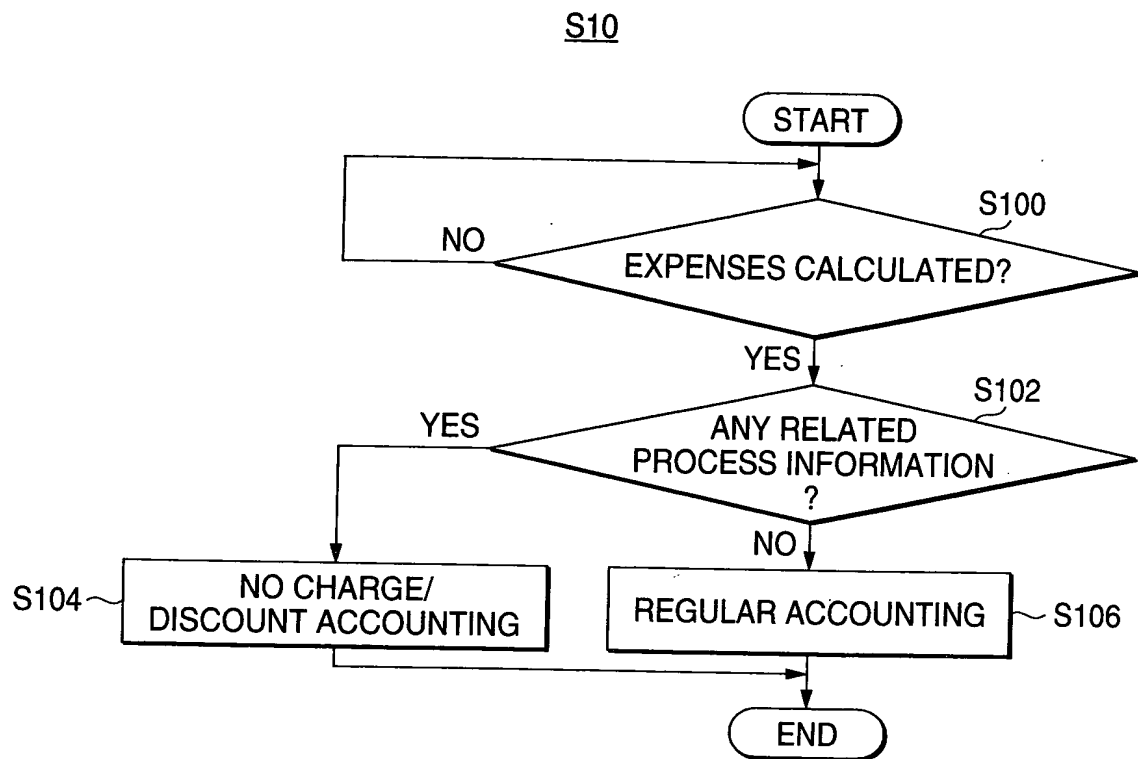 S10
START
S100
NO
EXPENSES CALCULATED?
YES
S102
YES
ANY RELATED
PROCESS INFORMATION
?
NO
S104
NO CHARGE/
DISCOUNT ACCOUNTING
REGULAR ACCOUNTING
S106
END